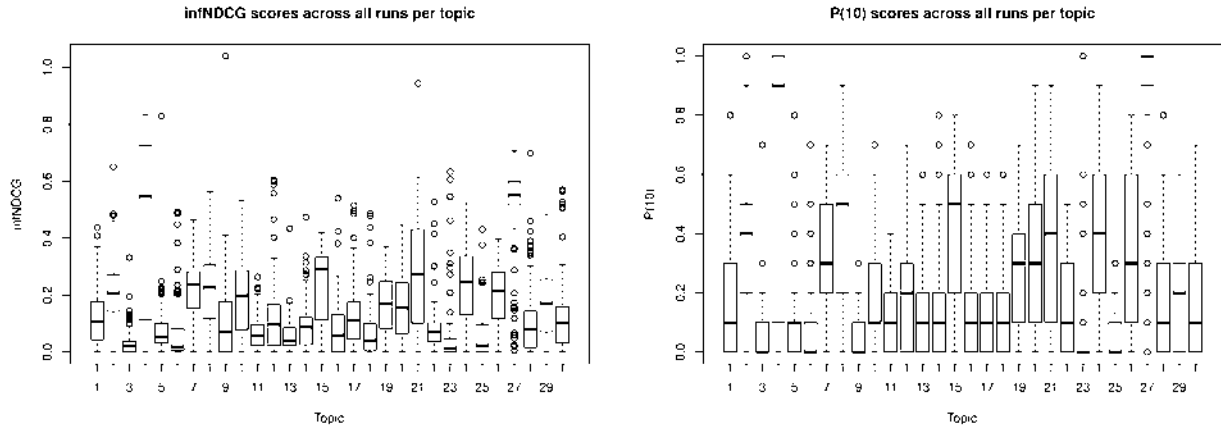 infNDCG scores across all runs per topic
infNDCG
1.0
0.8
0.6
0.4
0.2
0.0
1 3 5 7 9 11 13 15 17 19 21 23 25 27 29
Topic
P(10) scores across all runs per topic
P(10)
1.0
0.8
0.6
0.4
0.2
0.0
1 3 5 7 9 11 13 15 17 19 21 23 25 27 29
Topic